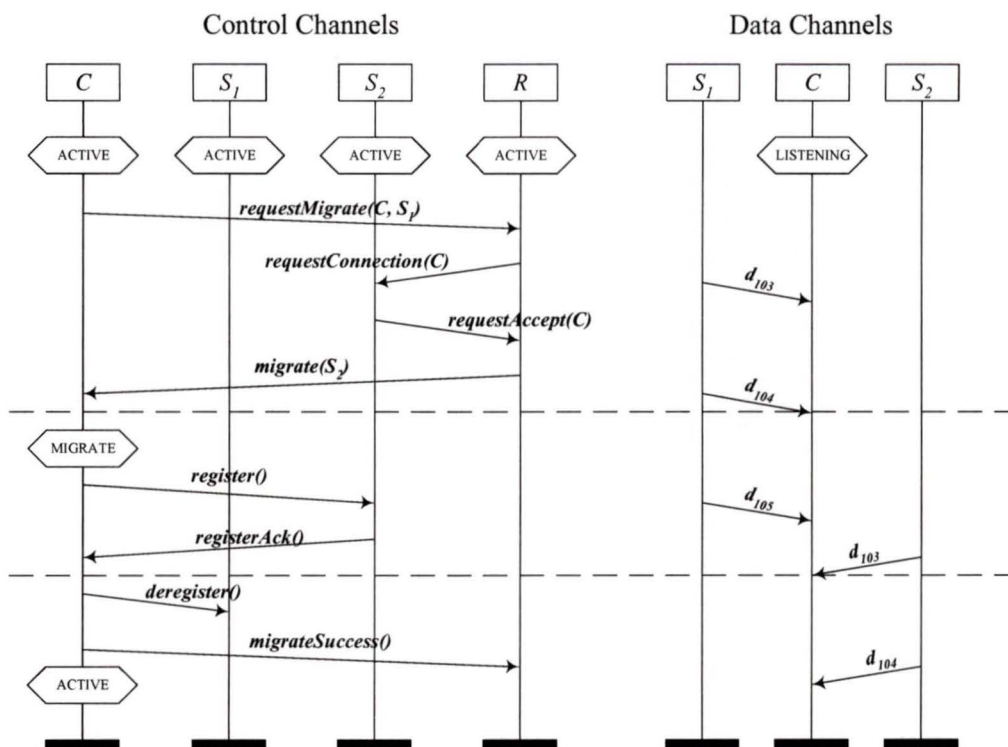 Control Channels Data Channels
C S₁ S₂ R S₁ C S₂
ACTIVE ACTIVE ACTIVE ACTIVE LISTENING
requestMigrate(C, S₁)
requestConnection(C)
d₁₀₃
requestAccept(C)
migrate(S₂)
d₁₀₄
MIGRATE
register()
d₁₀₅
registerAck()
d₁₀₃
deregister()
migrateSuccess()
d₁₀₄
ACTIVE